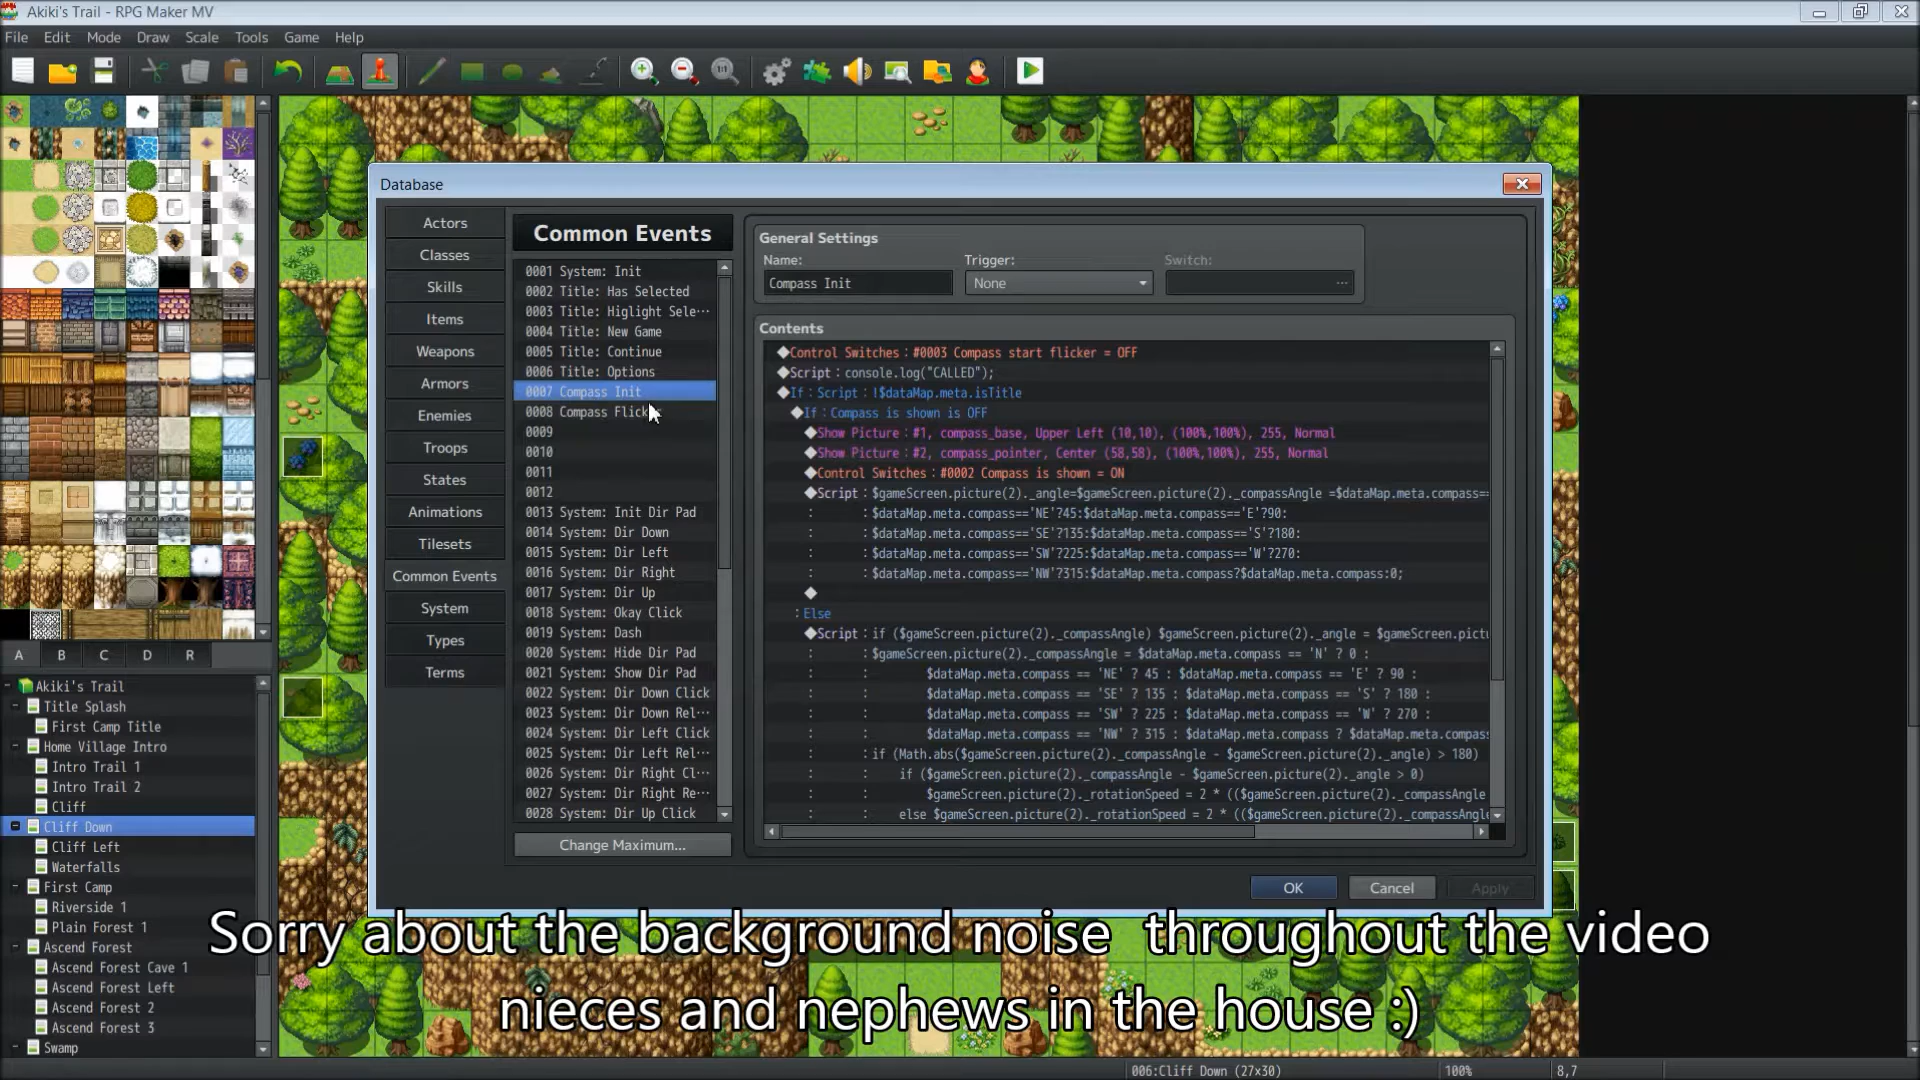 Akiki's Trail - RPG Maker MV
File Edit Mode Draw Scale Tools Game Help
Database
Actors
Classes
Skills
Items
Weapons
Armors
Enemies
Troops
States
Animations
Tilesets
Common Events
System
Types
Terms
Common Events
0001 System: Init
0002 Title: Has Selected
0003 Title: Higlight Sele…
0004 Title: New Game
0005 Title: Continue
0006 Title: Options
0007 Compass Init
0008 Compass Flick
0009
0010
0011
0012
0013 System: Init Dir Pad
0014 System: Dir Down
0015 System: Dir Left
0016 System: Dir Right
0017 System: Dir Up
0018 System: Okay Click
0019 System: Dash
0020 System: Hide Dir Pad
0021 System: Show Dir Pad
0022 System: Dir Down Click
0023 System: Dir Down Rel…
0024 System: Dir Left Click
0025 System: Dir Left Rel…
0026 System: Dir Right Cl…
0027 System: Dir Right Re…
0028 System: Dir Up Click
Change Maximum...
General Settings
Name: Trigger: Switch:
Compass Init None ...
Contents
◆Control Switches : #0003 Compass start flicker = OFF
◆Script : console.log("CALLED");
◆If : Script : !$dataMap.meta.isTitle
◆If : Compass is shown is OFF
◆Show Picture : #1, compass_base, Upper Left (10,10), (100%,100%), 255, Normal
◆Show Picture : #2, compass_pointer, Center (58,58), (100%,100%), 255, Normal
◆Control Switches : #0002 Compass is shown = ON
◆Script : $gameScreen.picture(2)._angle=$gameScreen.picture(2)._compassAngle =$dataMap.meta.compass==
: : $dataMap.meta.compass=='NE'?45:$dataMap.meta.compass=='E'?90:
: : $dataMap.meta.compass=='SE'?135:$dataMap.meta.compass=='S'?180:
: : $dataMap.meta.compass=='SW'?225:$dataMap.meta.compass=='W'?270:
: : $dataMap.meta.compass=='NW'?315:$dataMap.meta.compass?$dataMap.meta.compass:0;
◆
: Else
◆Script : if ($gameScreen.picture(2)._compassAngle) $gameScreen.picture(2)._angle = $gameScreen.pictu
: : $gameScreen.picture(2)._compassAngle = $dataMap.meta.compass == 'N' ? 0 :
: : $dataMap.meta.compass == 'NE' ? 45 : $dataMap.meta.compass == 'E' ? 90 :
: : $dataMap.meta.compass == 'SE' ? 135 : $dataMap.meta.compass == 'S' ? 180 :
: : $dataMap.meta.compass == 'SW' ? 225 : $dataMap.meta.compass == 'W' ? 270 :
: : $dataMap.meta.compass == 'NW' ? 315 : $dataMap.meta.compass ? $dataMap.meta.compas
: : if (Math.abs($gameScreen.picture(2)._compassAngle - $gameScreen.picture(2)._angle) > 180)
: : if ($gameScreen.picture(2)._compassAngle - $gameScreen.picture(2)._angle > 0)
: : $gameScreen.picture(2)._rotationSpeed = 2 * (($gameScreen.picture(2)._compassAngle
: : else $gameScreen.picture(2)._rotationSpeed = 2 * (($gameScreen.picture(2)._compassAngle
OK Cancel Apply
A B C D R
Akiki's Trail
Title Splash
First Camp Title
Home Village Intro
Intro Trail 1
Intro Trail 2
Cliff
Cliff Down
Cliff Left
Waterfalls
First Camp
Riverside 1
Plain Forest 1
Ascend Forest
Ascend Forest Cave 1
Ascend Forest Left
Ascend Forest 2
Ascend Forest 3
Swamp
Sorry about the background noise throughout the video
nieces and nephews in the house :)
006:Cliff Down (27x30) 100% 8,7